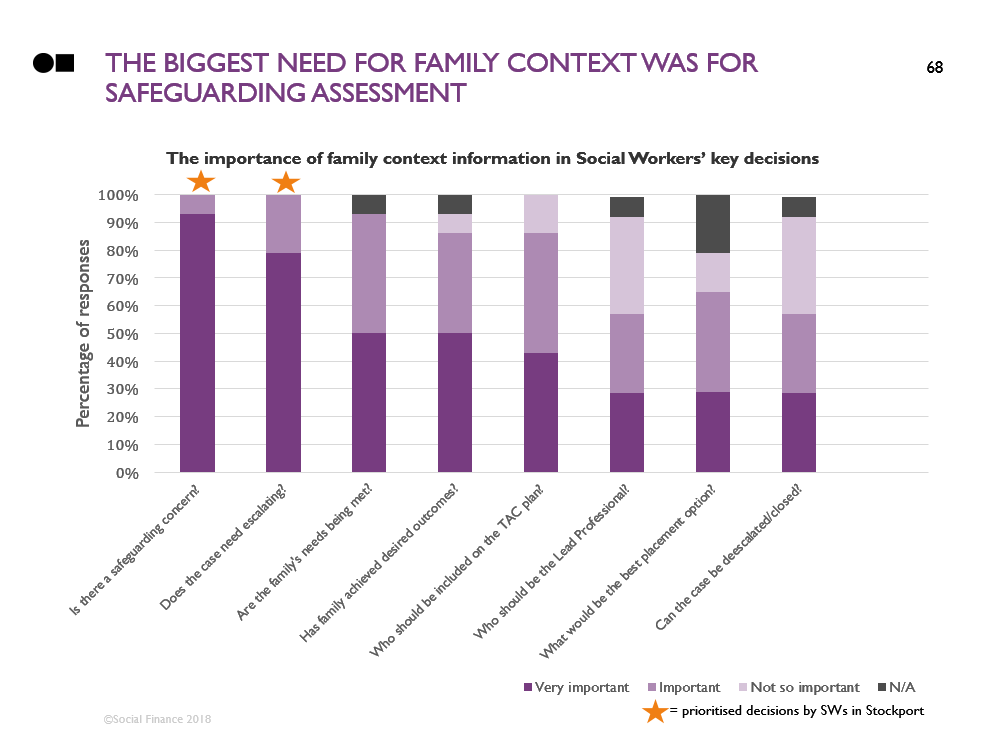 THE BIGGEST NEED FOR FAMILY CONTEXT WAS FOR
SAFEGUARDING ASSESSMENT
68
The importance of family context information in Social Workers' key decisions
Percentage of responses
100%
90%
80%
70%
60%
50%
40%
30%
20%
10%
0%
Is there a safeguarding concern?
Does the case need escalating?
Are the family's needs being met?
Has family achieved desired outcomes?
Who should be included on the TAC plan?
Who should be the Lead Professional?
What would be the best placement option?
Can the case be deescalated/closed?
Very important
Important
Not so important
N/A
= prioritised decisions by SWs in Stockport
©Social Finance 2018